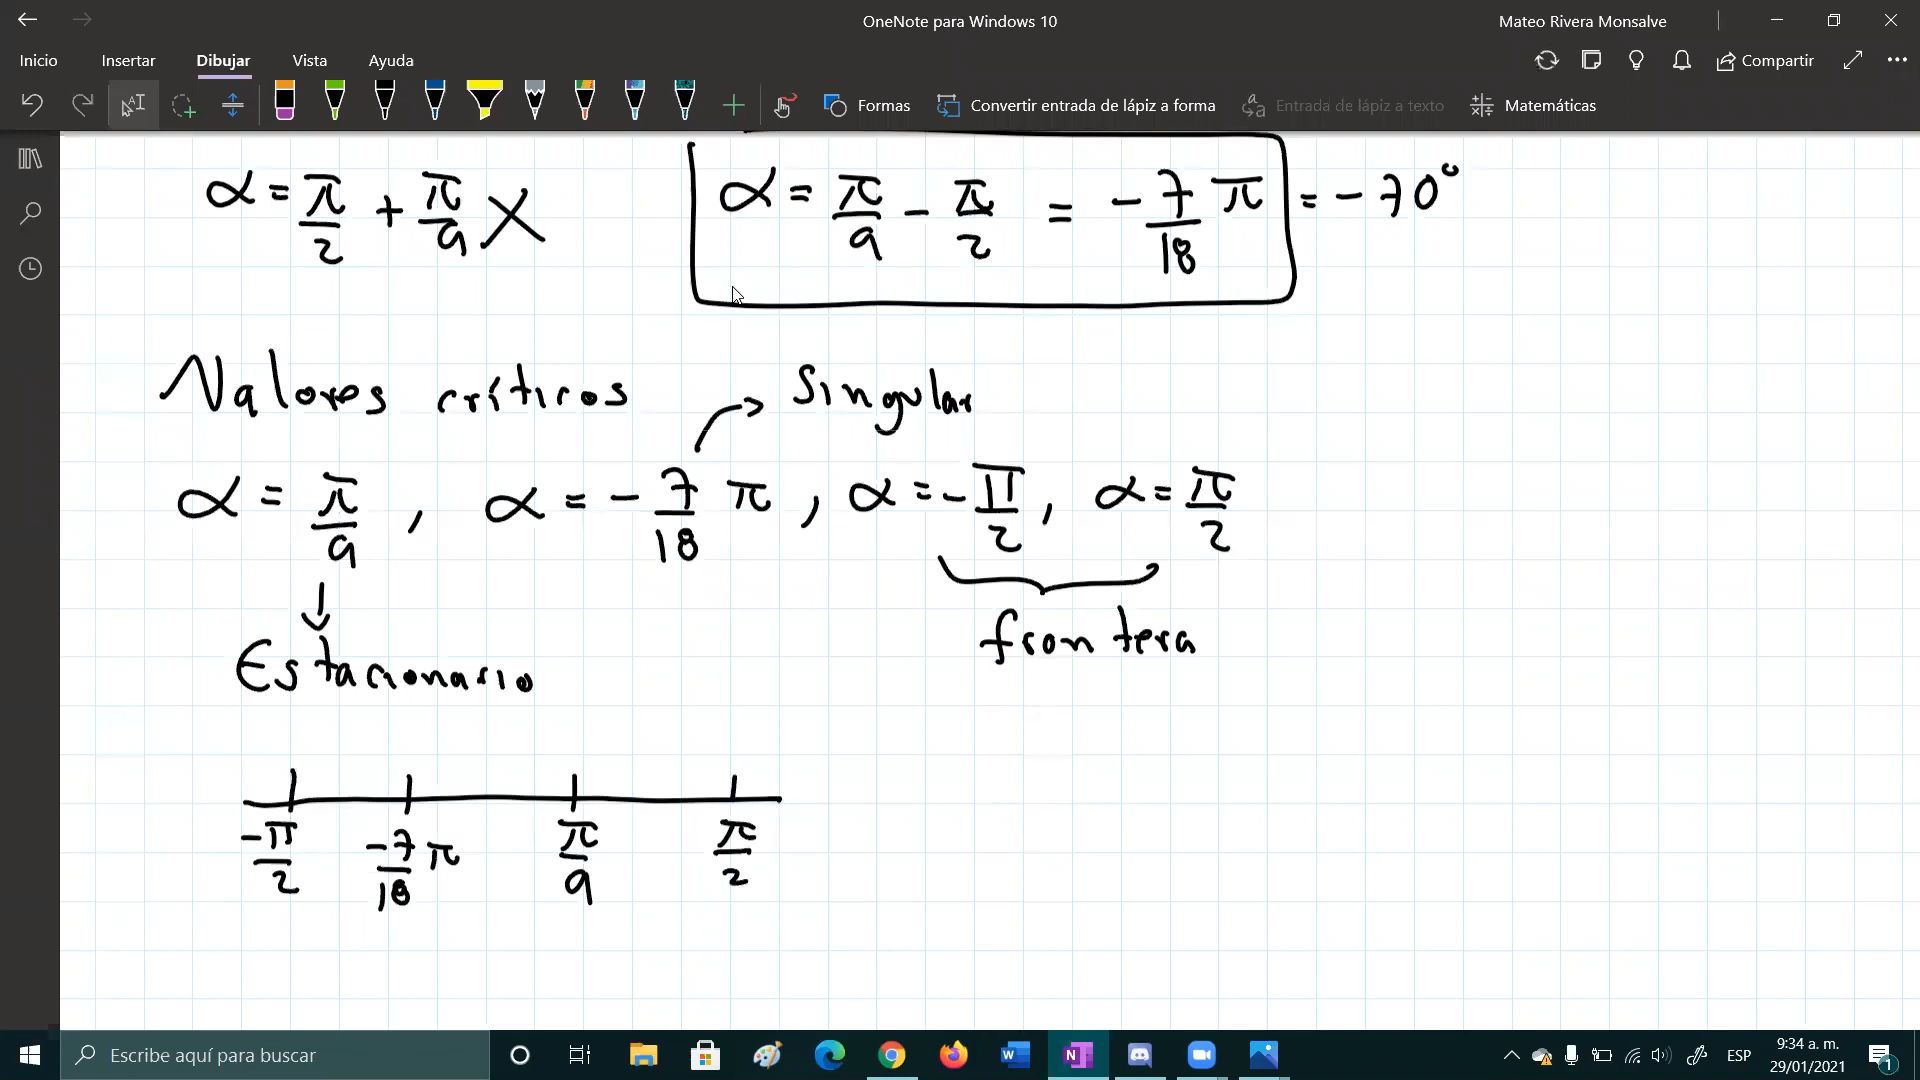 OneNote para Windows 10
Mateo Rivera Monsalve
Inicio Insertar Dibujar Vista Ayuda
Compartir
Formas Convertir entrada de lápiz a forma Entrada de lápiz a texto Matemáticas
α = π/2 + π/9 X
α = π/9 - π/2 = -7/18 π = -70°
Valores críticos
Singular
α = π/9 , α = -7/18 π , α = -π/2 , α = π/2
frontera
Estacionario
-π/2 -7/18 π π/9 π/2
Escribe aquí para buscar
ESP
9:34 a. m.
29/01/2021
1